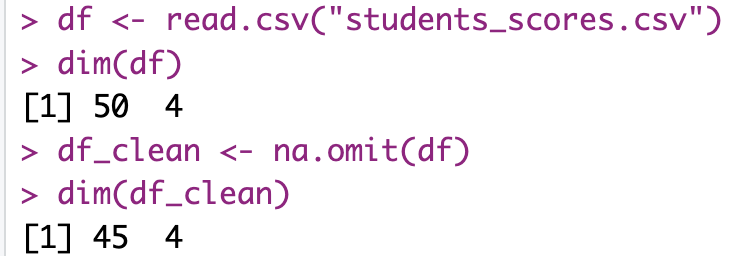 > df <- read.csv("students_scores.csv")
> dim(df)
[1] 50  4
> df_clean <- na.omit(df)
> dim(df_clean)
[1] 45  4